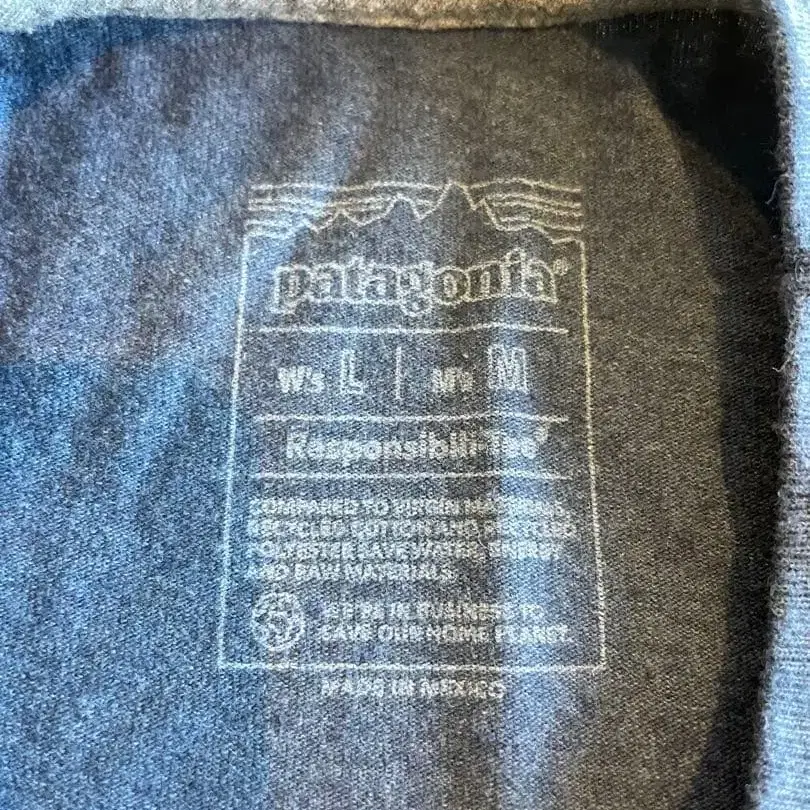 patagonia®
W's L | M's M
Responsibili-Tee®
COMPARED TO VIRGIN MATERIALS,
RECYCLED COTTON AND RECYCLED
POLYESTER SAVE WATER, ENERGY
AND RAW MATERIALS.
WE'RE IN BUSINESS TO
SAVE OUR HOME PLANET.
MADE IN MEXICO